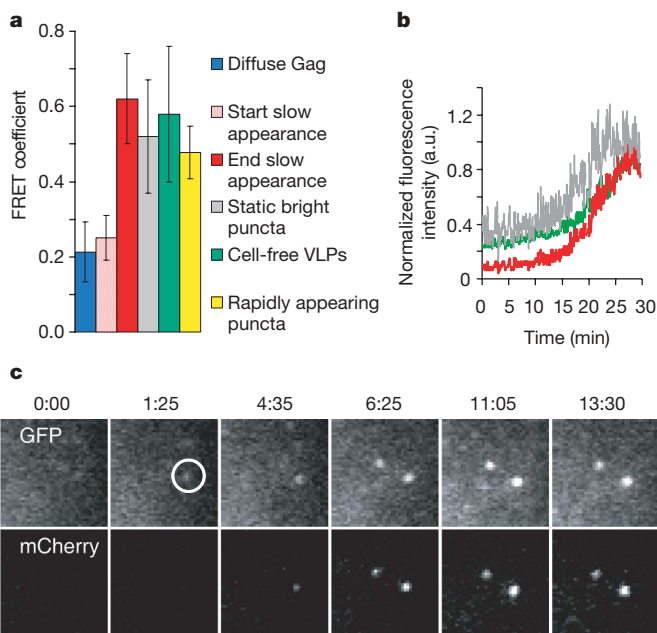 a
0.8
0.6
0.4
0.2
0.0
FRET coefficient
Diffuse Gag
Start slow
appearance
End slow
appearance
Static bright
puncta
Cell-free VLPs
Rapidly appearing
puncta
b
1.2
0.8
0.4
0
Normalized fluorescence
intensity (a.u.)
0 5 10 15 20 25 30
Time (min)
c
0:00 1:25 4:35 6:25 11:05 13:30
GFP
mCherry